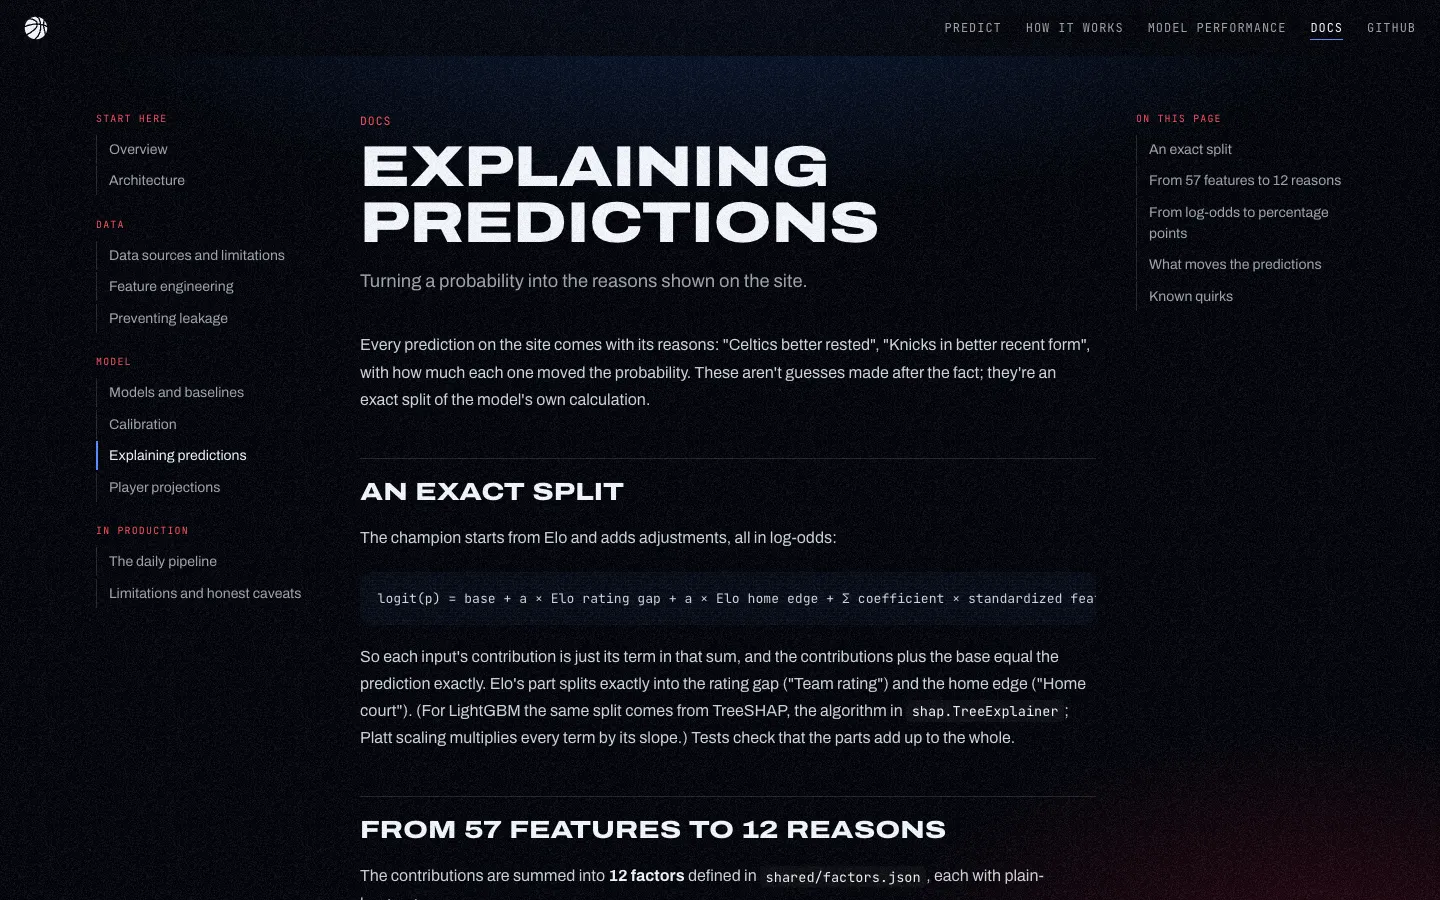 PREDICT
HOW IT WORKS
MODEL PERFORMANCE
DOCS
GITHUB
START HERE
Overview
Architecture
DATA
Data sources and limitations
Feature engineering
Preventing leakage
MODEL
Models and baselines
Calibration
Explaining predictions
Player projections
IN PRODUCTION
The daily pipeline
Limitations and honest caveats
DOCS
EXPLAINING
PREDICTIONS
Turning a probability into the reasons shown on the site.
Every prediction on the site comes with its reasons: "Celtics better rested", "Knicks in better recent form",
with how much each one moved the probability. These aren't guesses made after the fact; they're an
exact split of the model's own calculation.
AN EXACT SPLIT
The champion starts from Elo and adds adjustments, all in log-odds:
logit(p) = base + a × Elo rating gap + a × Elo home edge + Σ coefficient × standardized
So each input's contribution is just its term in that sum, and the contributions plus the base equal the
prediction exactly. Elo's part splits exactly into the rating gap ("Team rating") and the home edge ("Home
court"). (For LightGBM the same split comes from TreeSHAP, the algorithm in shap.TreeExplainer ;
Platt scaling multiplies every term by its slope.) Tests check that the parts add up to the whole.
FROM 57 FEATURES TO 12 REASONS
The contributions are summed into 12 factors defined in shared/factors.json , each with plain-
ON THIS PAGE
An exact split
From 57 features to 12 reasons
From log-odds to percentage
points
What moves the predictions
Known quirks